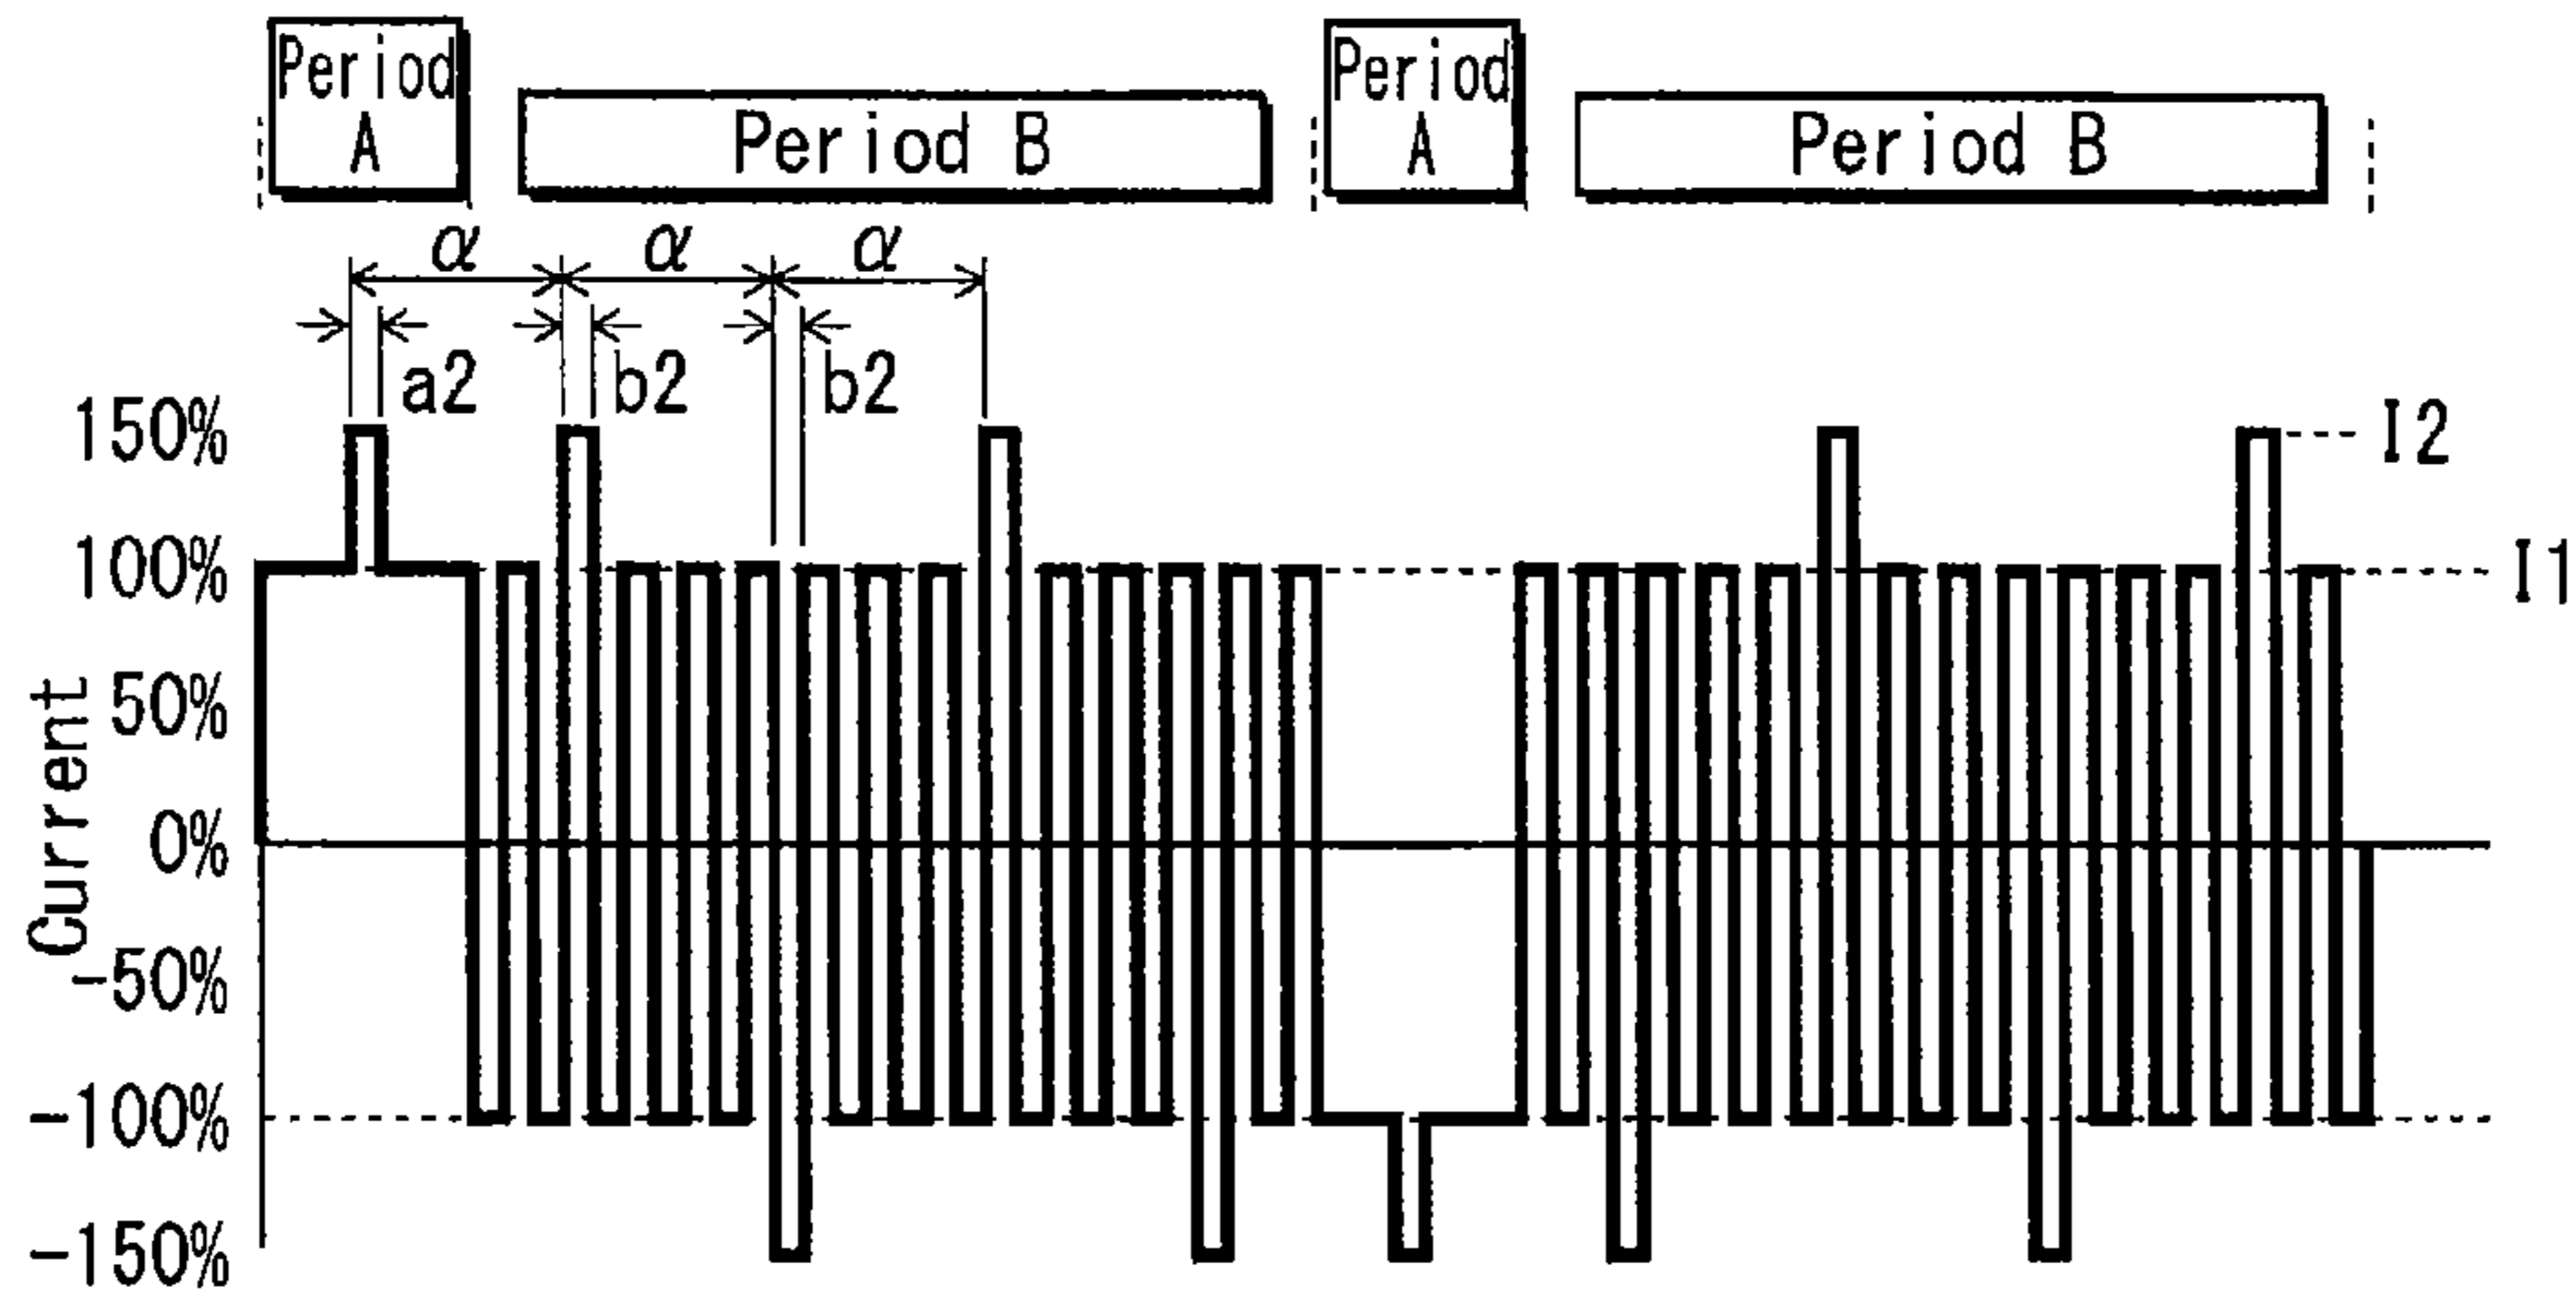 Period
A
Period B
Period
A
Period B
α α α
a2 b2 b2
150%
100%
50%
0%
-50%
-100%
-150%
Current
I2
I1